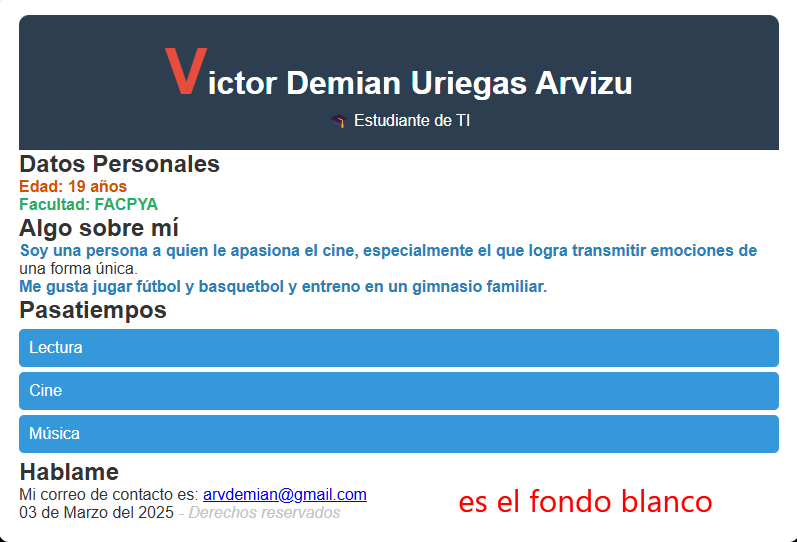 Victor Demian Uriegas Arvizu
🎓 Estudiante de TI
Datos Personales
Edad: 19 años
Facultad: FACPYA
Algo sobre mí
Soy una persona a quien le apasiona el cine, especialmente el que logra transmitir emociones de
una forma única.
Me gusta jugar fútbol y basquetbol y entreno en un gimnasio familiar.
Pasatiempos
Lectura
Cine
Música
Hablame
Mi correo de contacto es: arvdemian@gmail.com
03 de Marzo del 2025 - Derechos reservados
es el fondo blanco